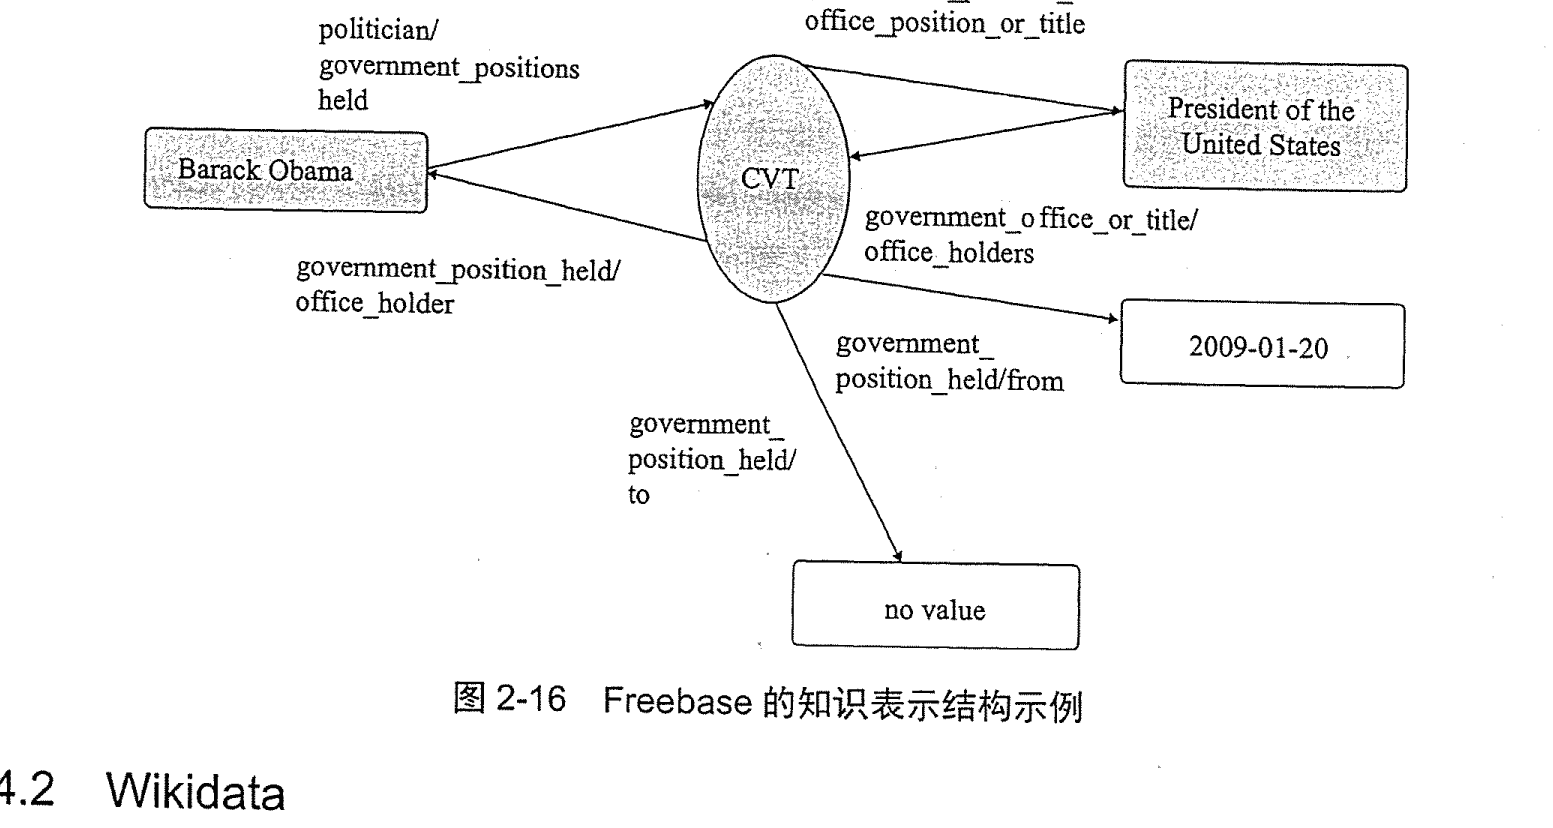 office_position_or_title
politician/
government_positions
held
President of the
United States
Barack Obama
CVT
government_o ffice_or_title/
office_holders
government_position_held/
office_holder
2009-01-20
government_
position_held/from
government_
position_held/
to
no value
图 2-16 Freebase 的知识表示结构示例
4.2 Wikidata